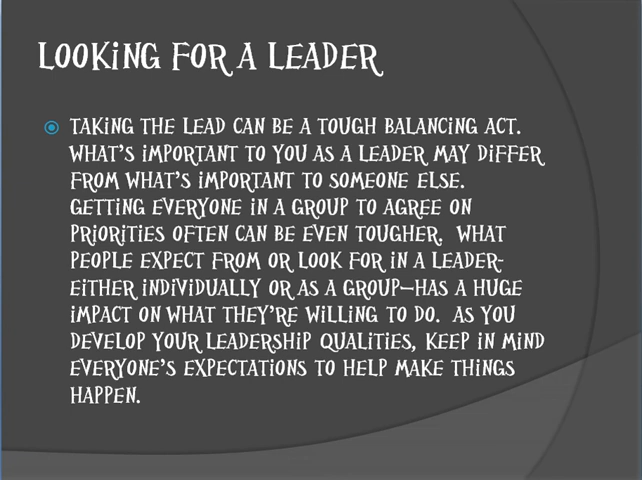 LOOKING FOR A LEADER
TAKING THE LEAD CAN BE A TOUGH BALANCING ACT.
WHAT'S IMPORTANT TO YOU AS A LEADER MAY DIFFER
FROM WHAT'S IMPORTANT TO SOMEONE ELSE.
GETTING EVERYONE IN A GROUP TO AGREE ON
PRIORITIES OFTEN CAN BE EVEN TOUGHER.  WHAT
PEOPLE EXPECT FROM OR LOOK FOR IN A LEADER-
EITHER INDIVIDUALLY OR AS A GROUP—HAS A HUGE
IMPACT ON WHAT THEY'RE WILLING TO DO.  AS YOU
DEVELOP YOUR LEADERSHIP QUALITIES, KEEP IN MIND
EVERYONE'S EXPECTATIONS TO HELP MAKE THINGS
HAPPEN.